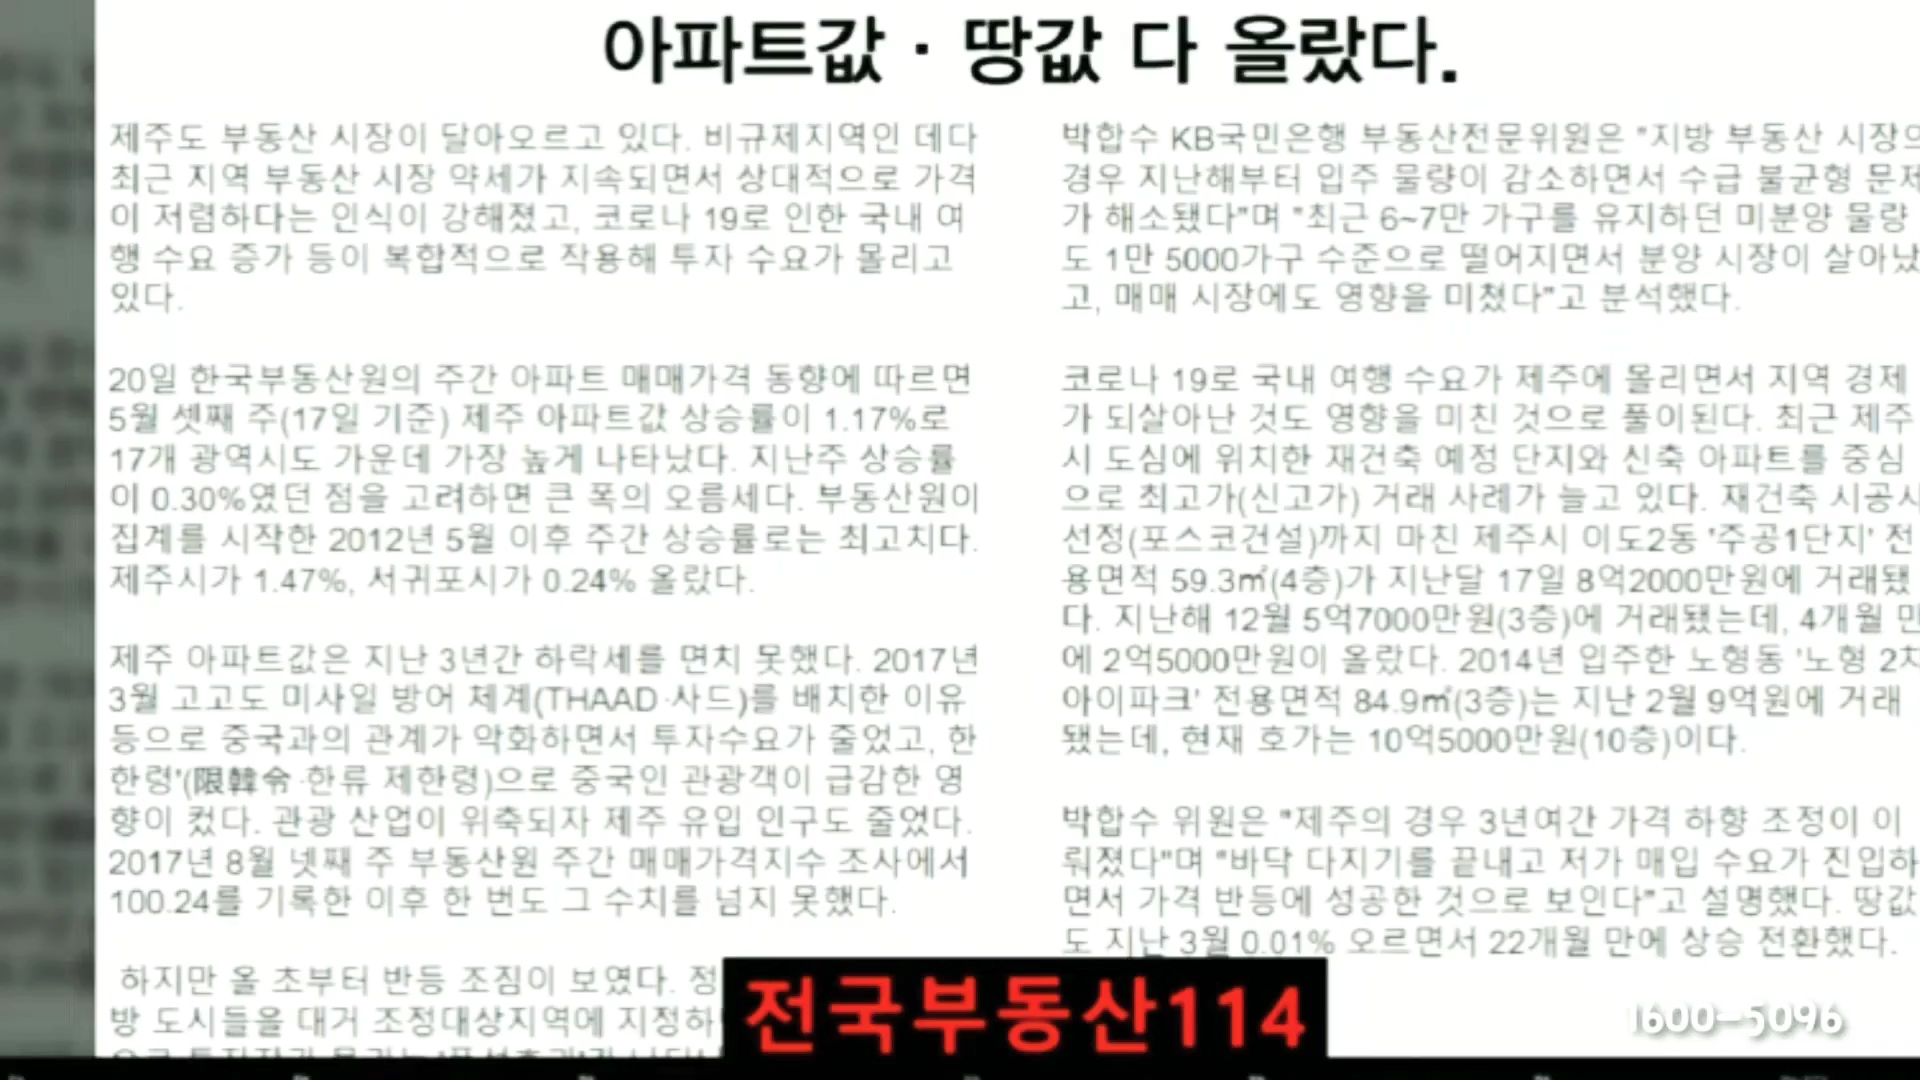 아파트값 · 땅값 다 올랐다.
제주도 부동산 시장이 달아오르고 있다. 비규제지역인 데다
최근 지역 부동산 시장 약세가 지속되면서 상대적으로 가격
이 저렴하다는 인식이 강해졌고, 코로나 19로 인한 국내 여
행 수요 증가 등이 복합적으로 작용해 투자 수요가 몰리고
있다.
20일 한국부동산원의 주간 아파트 매매가격 동향에 따르면
5월 셋째 주(17일 기준) 제주 아파트값 상승률이 1.17%로
17개 광역시도 가운데 가장 높게 나타났다. 지난주 상승률
이 0.30%였던 점을 고려하면 큰 폭의 오름세다. 부동산원이
집계를 시작한 2012년 5월 이후 주간 상승률로는 최고치다.
제주시가 1.47%, 서귀포시가 0.24% 올랐다.
제주 아파트값은 지난 3년간 하락세를 면치 못했다. 2017년
3월 고고도 미사일 방어 체계(THAAD·사드)를 배치한 이유
등으로 중국과의 관계가 악화하면서 투자수요가 줄었고, 한
한령'(限韓令·한류 제한령)으로 중국인 관광객이 급감한 영
향이 컸다. 관광 산업이 위축되자 제주 유입 인구도 줄었다.
2017년 8월 넷째 주 부동산원 주간 매매가격지수 조사에서
100.24를 기록한 이후 한 번도 그 수치를 넘지 못했다.
하지만 올 초부터 반등 조짐이 보였다. 정
방 도시들을 대거 조정대상지역에 지정하
박합수 KB국민은행 부동산전문위원은 "지방 부동산 시장의
경우 지난해부터 입주 물량이 감소하면서 수급 불균형 문제
가 해소됐다"며 "최근 6~7만 가구를 유지하던 미분양 물량
도 1만 5000가구 수준으로 떨어지면서 분양 시장이 살아났
고, 매매 시장에도 영향을 미쳤다"고 분석했다.
코로나 19로 국내 여행 수요가 제주에 몰리면서 지역 경제
가 되살아난 것도 영향을 미친 것으로 풀이된다. 최근 제주
시 도심에 위치한 재건축 예정 단지와 신축 아파트를 중심
으로 최고가(신고가) 거래 사례가 늘고 있다. 재건축 시공사
선정(포스코건설)까지 마친 제주시 이도2동 '주공1단지' 전
용면적 59.3㎡(4층)가 지난달 17일 8억2000만원에 거래됐
다. 지난해 12월 5억7000만원(3층)에 거래됐는데, 4개월 만
에 2억5000만원이 올랐다. 2014년 입주한 노형동 '노형 2차
아이파크' 전용면적 84.9㎡(3층)는 지난 2월 9억원에 거래
됐는데, 현재 호가는 10억5000만원(10층)이다.
박합수 위원은 "제주의 경우 3년여간 가격 하향 조정이 이
뤄졌다"며 "바닥 다지기를 끝내고 저가 매입 수요가 진입하
면서 가격 반등에 성공한 것으로 보인다"고 설명했다. 땅값
도 지난 3월 0.01% 오르면서 22개월 만에 상승 전환했다.
전국부동산114
1600-5096